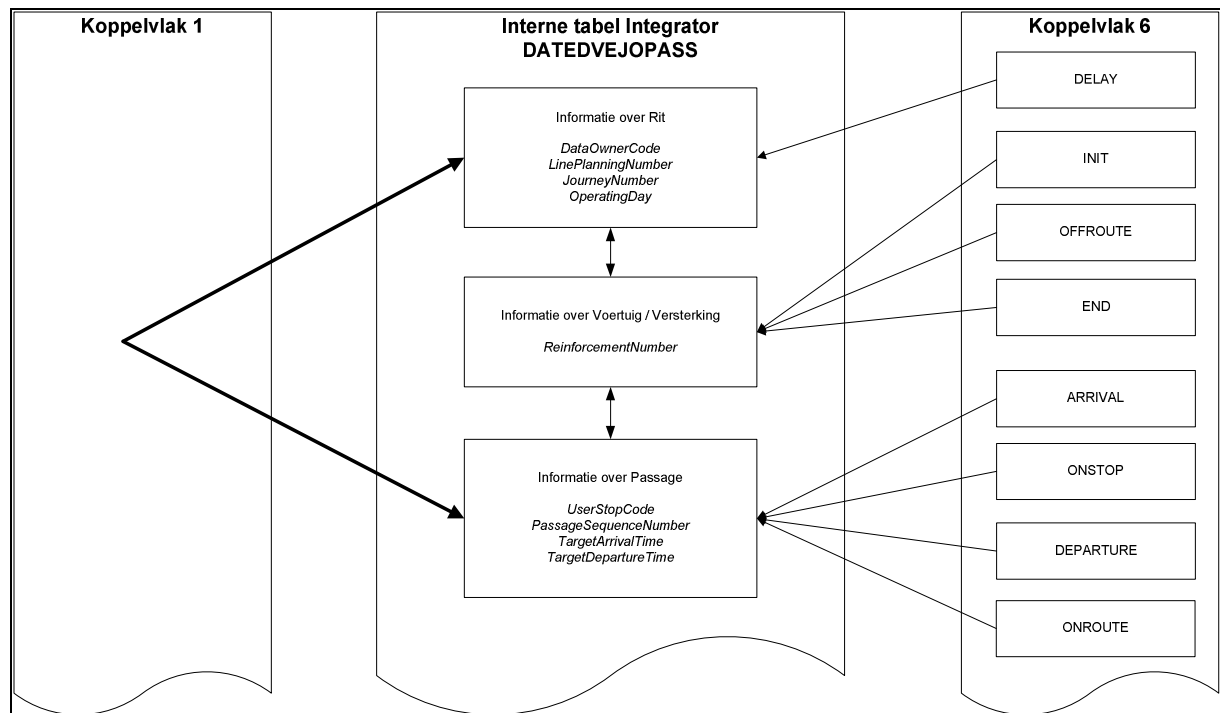 Koppelvlak 1
Interne tabel Integrator
DATEDVEJOPASS
Informatie over Rit
DataOwnerCode
LinePlanningNumber
JourneyNumber
OperatingDay
Informatie over Voertuig / Versterking
ReinforcementNumber
Informatie over Passage
UserStopCode
PassageSequenceNumber
TargetArrivalTime
TargetDepartureTime
Koppelvlak 6
DELAY
INIT
OFFROUTE
END
ARRIVAL
ONSTOP
DEPARTURE
ONROUTE